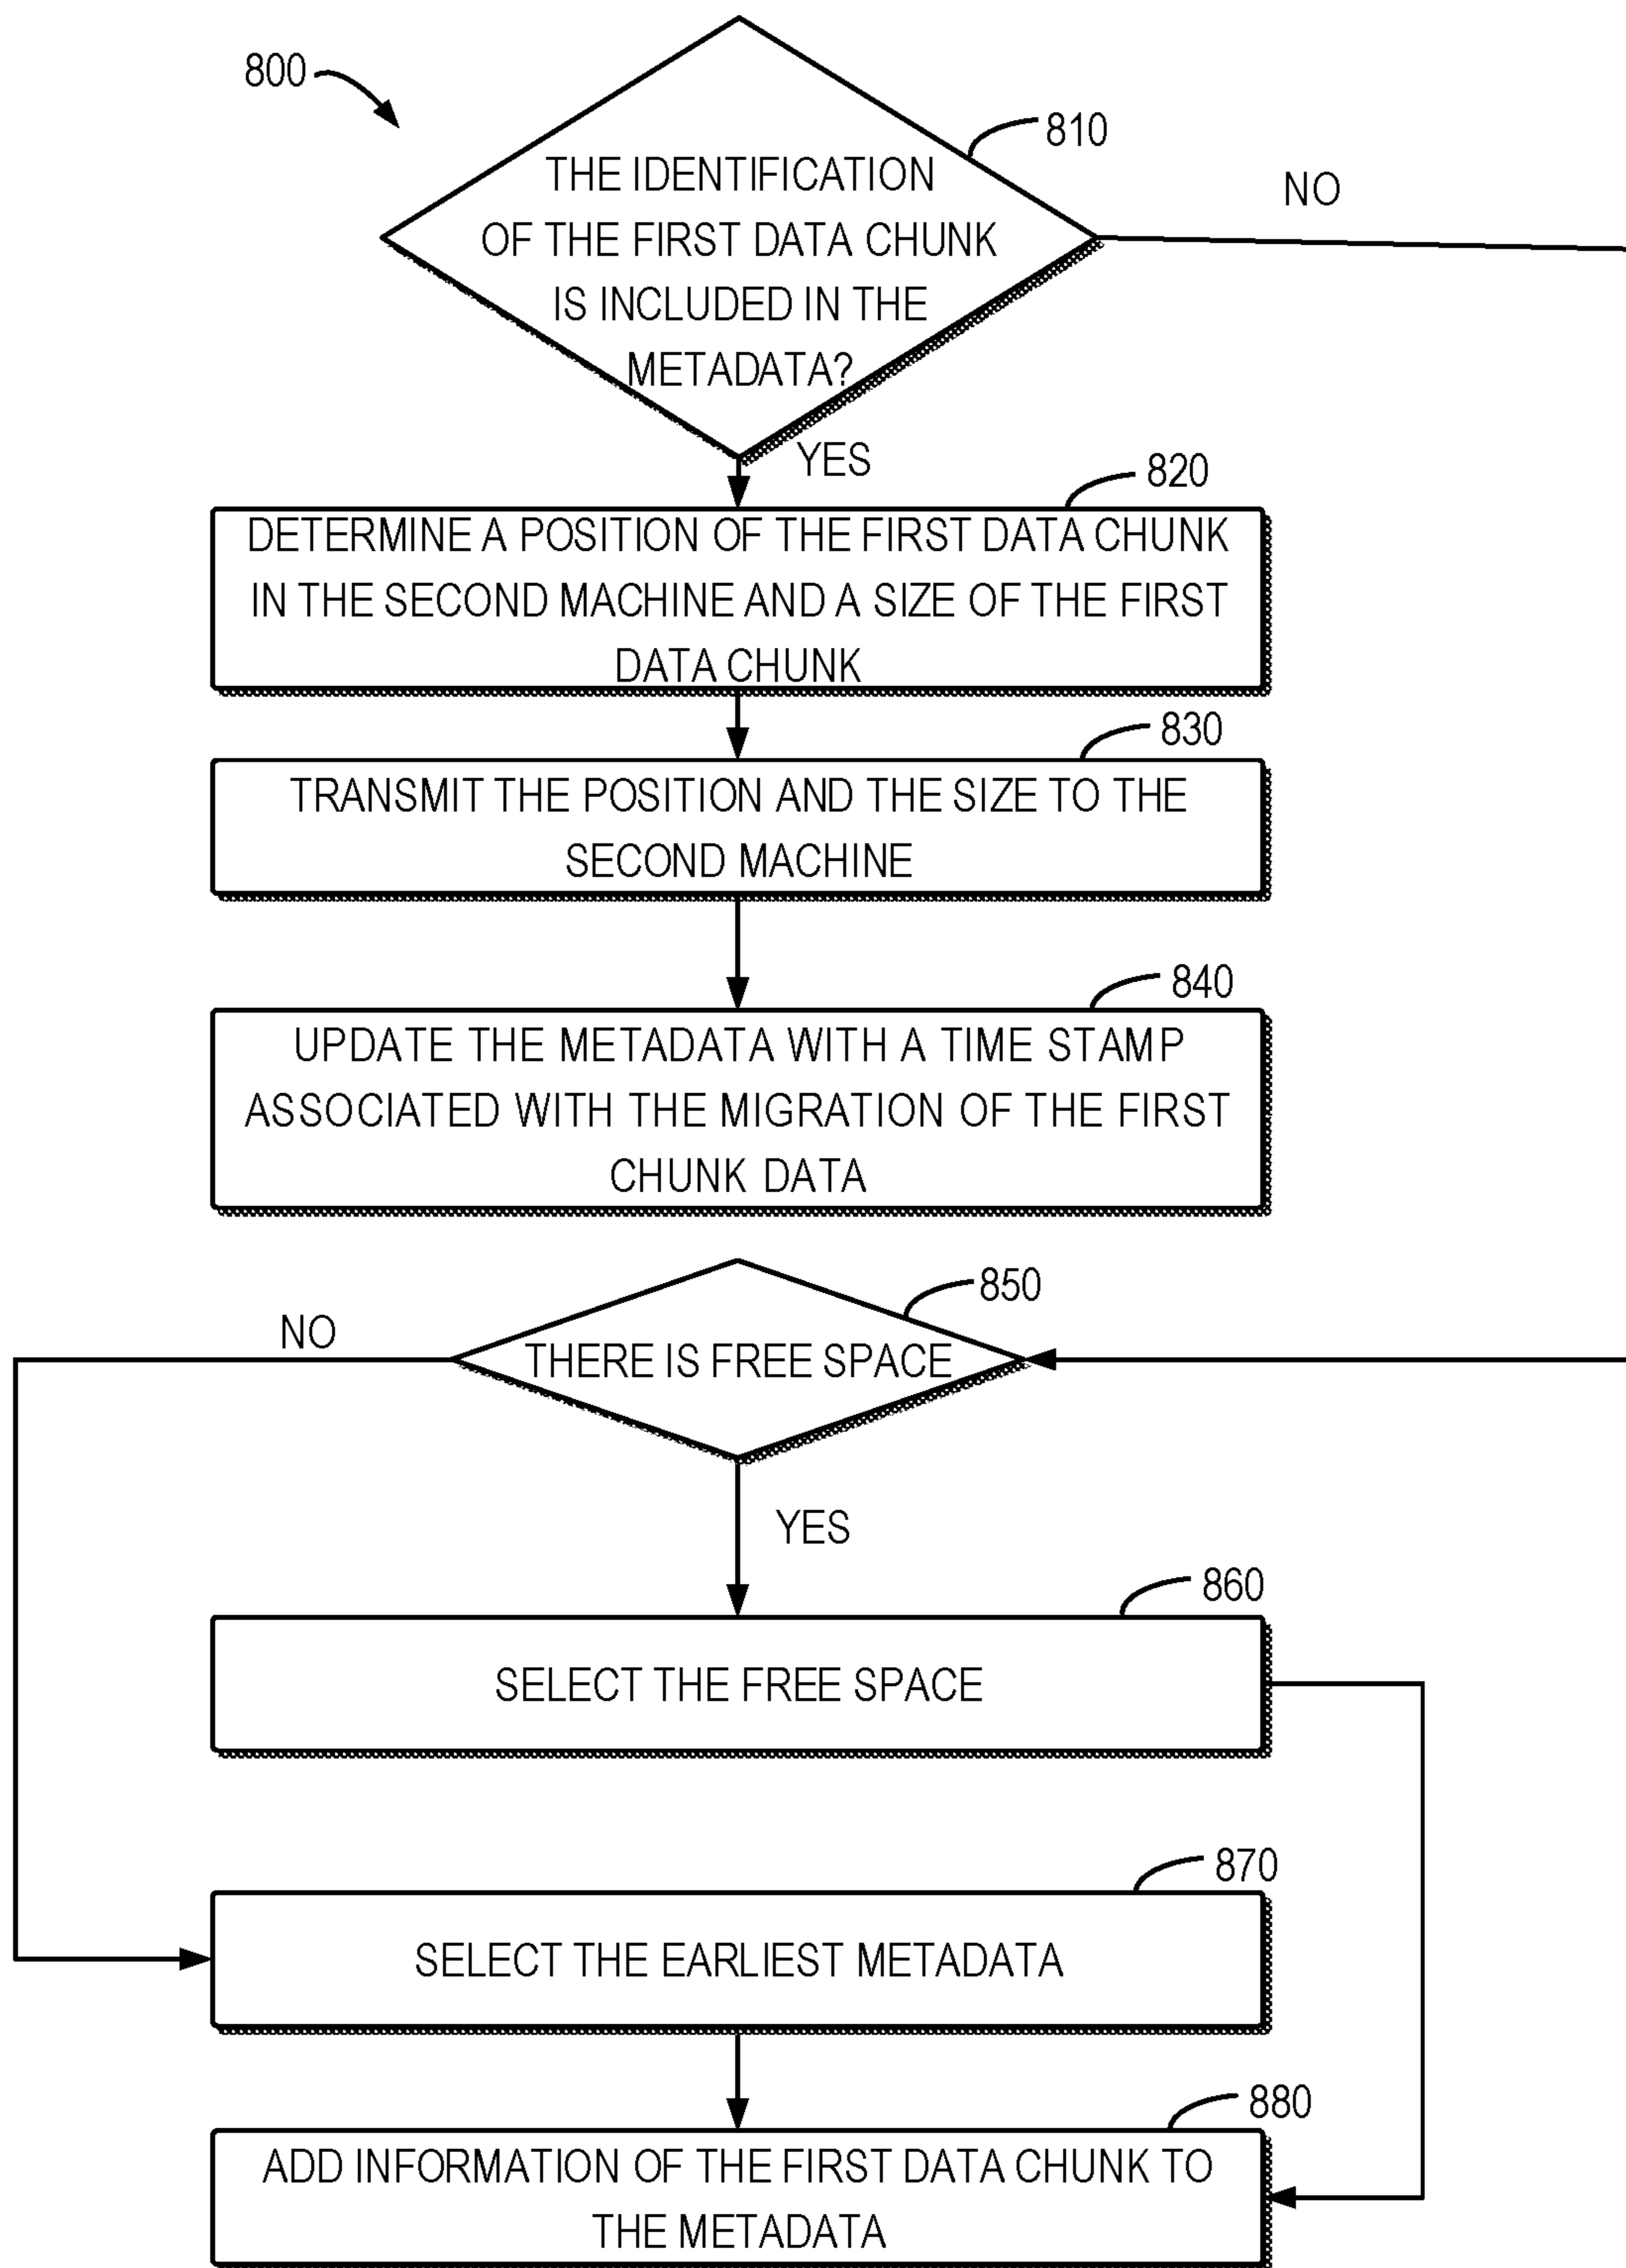 800
810
THE IDENTIFICATION
OF THE FIRST DATA CHUNK
IS INCLUDED IN THE
METADATA?
NO
YES
820
DETERMINE A POSITION OF THE FIRST DATA CHUNK
IN THE SECOND MACHINE AND A SIZE OF THE FIRST
DATA CHUNK
830
TRANSMIT THE POSITION AND THE SIZE TO THE
SECOND MACHINE
840
UPDATE THE METADATA WITH A TIME STAMP
ASSOCIATED WITH THE MIGRATION OF THE FIRST
CHUNK DATA
850
NO
THERE IS FREE SPACE
YES
860
SELECT THE FREE SPACE
870
SELECT THE EARLIEST METADATA
880
ADD INFORMATION OF THE FIRST DATA CHUNK TO
THE METADATA